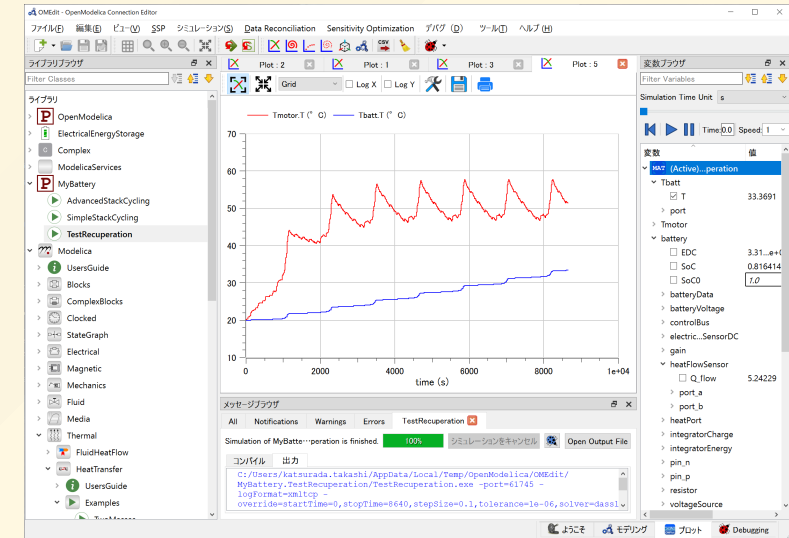 OMEdit - OpenModelica Connection Editor
ファイル(F) 編集(E) ビュー(V) SSP シミュレーション(S) Data Reconciliation Sensitivity Optimization デバグ (D) ツール(T) ヘルプ (H)
ライブラリブラウザ
Filter Classes
ライブラリ
OpenModelica
ElectricalEnergyStorage
Complex
ModelicaServices
MyBattery
AdvancedStackCycling
SimpleStackCycling
TestRecuperation
Modelica
UsersGuide
Blocks
ComplexBlocks
Clocked
StateGraph
Electrical
Magnetic
Mechanics
Fluid
Media
Thermal
FluidHeatFlow
HeatTransfer
UsersGuide
Examples
Plot : 2 Plot : 1 Plot : 3 Plot : 5
Grid Log X Log Y
Tmotor.T (° C) Tbatt.T (° C)
70
60
50
40
30
20
10
0 2000 4000 6000 8000 1e+04
time (s)
メッセージブラウザ
All Notifications Warnings Errors TestRecuperation
Simulation of MyBatte…peration is finished. 100% シミュレーションをキャンセル Open Output File
コンパイル 出力
C:/Users/katsurada.takashi/AppData/Local/Temp/OpenModelica/OMEdit/
MyBattery.TestRecuperation/TestRecuperation.exe -port=61745 -
logFormat=xmltcp -
override=startTime=0,stopTime=8640,stepSize=0.1,tolerance=1e-06,solver=dassl
変数ブラウザ
Filter Variables
Simulation Time Unit s
Time: 0.0 Speed: 1
変数 値
MAT (Active)...peration
Tbatt
T 33.3691
port
Tmotor
battery
EDC 3.31...e+0
SoC 0.816414
SoC0 1.0
batteryData
batteryVoltage
controlBus
electric...SensorDC
gain
heatFlowSensor
Q_flow 5.24229
port_a
port_b
heatPort
integratorCharge
integratorEnergy
pin_n
pin_p
resistor
voltageSource
ようこそ モデリング プロット Debugging